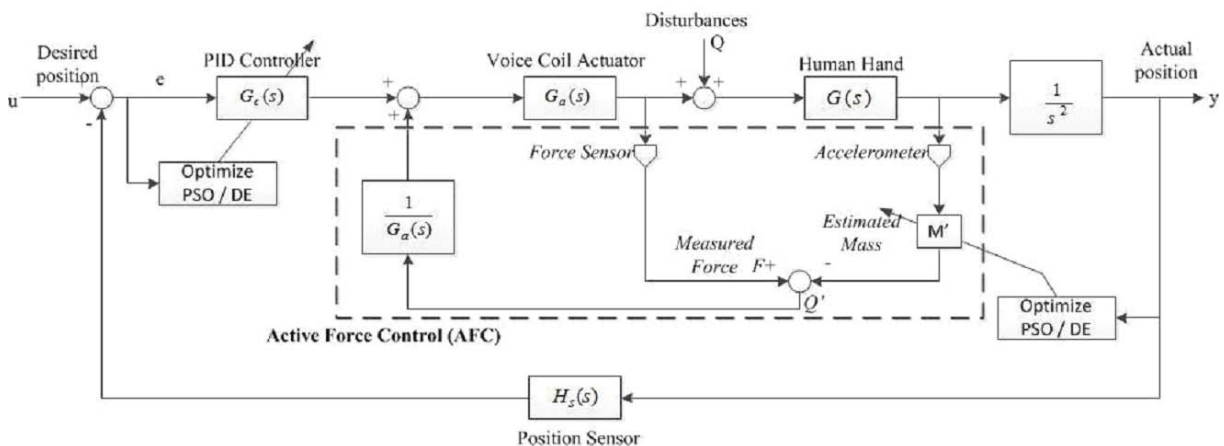 Disturbances
Q
Desired
position
PID Controller
Voice Coil Actuator
Human Hand
Actual
position
u
+
-
e
G_c(s)
+
+
G_a(s)
+
+
G(s)
1
s²
y
Optimize
PSO / DE
Force Sensor
Accelerometer
1
G_a(s)
Estimated
Mass
M'
Measured
Force F+
-
Q'
Optimize
PSO / DE
Active Force Control (AFC)
H_s(s)
Position Sensor